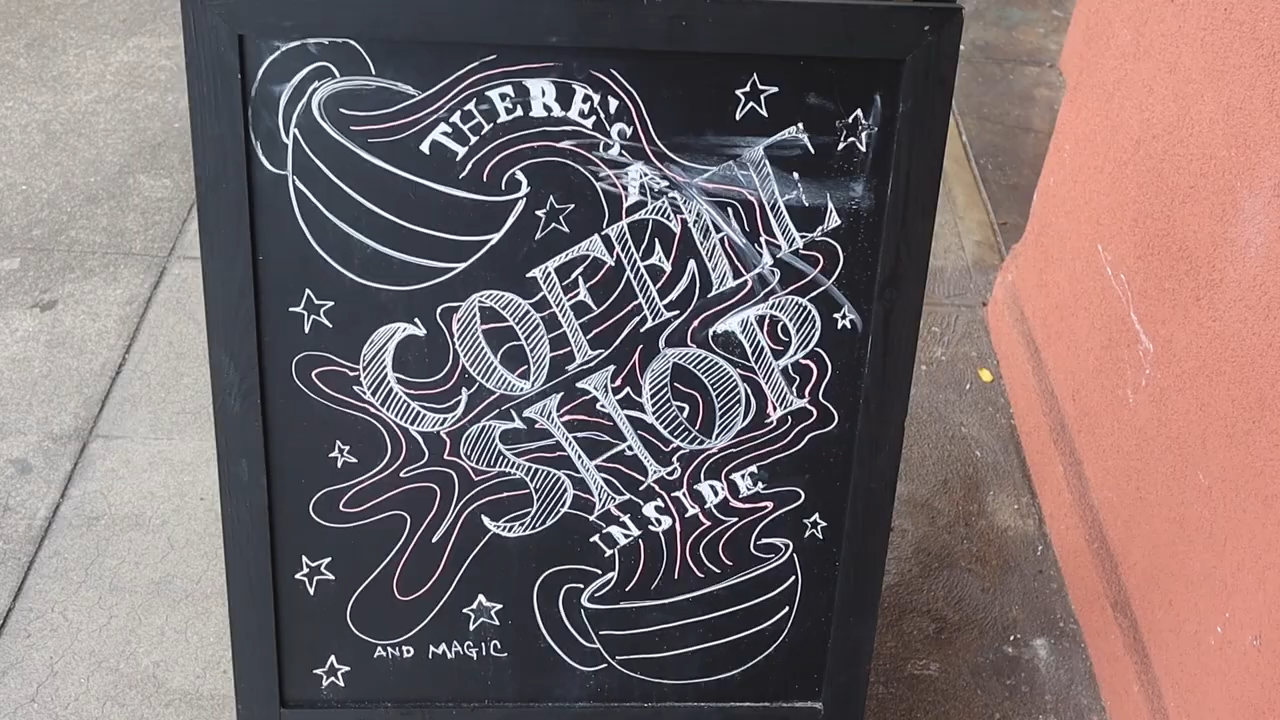 THERE'S
A
COFFEE
SHOP
INSIDE
AND MAGIC